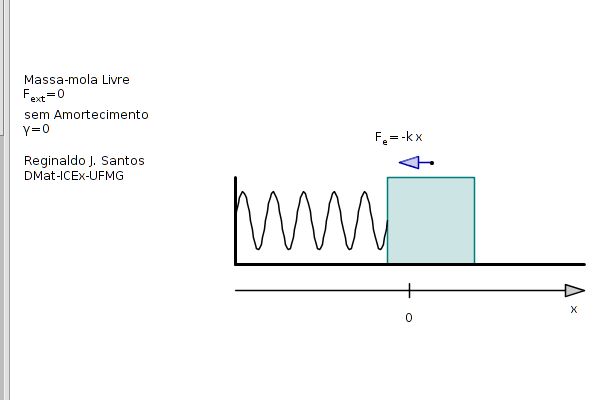 Massa-mola Livre
Fext=0
sem Amortecimento
γ=0
Reginaldo J. Santos
DMat-ICEx-UFMG
Fe=-k x
0
x